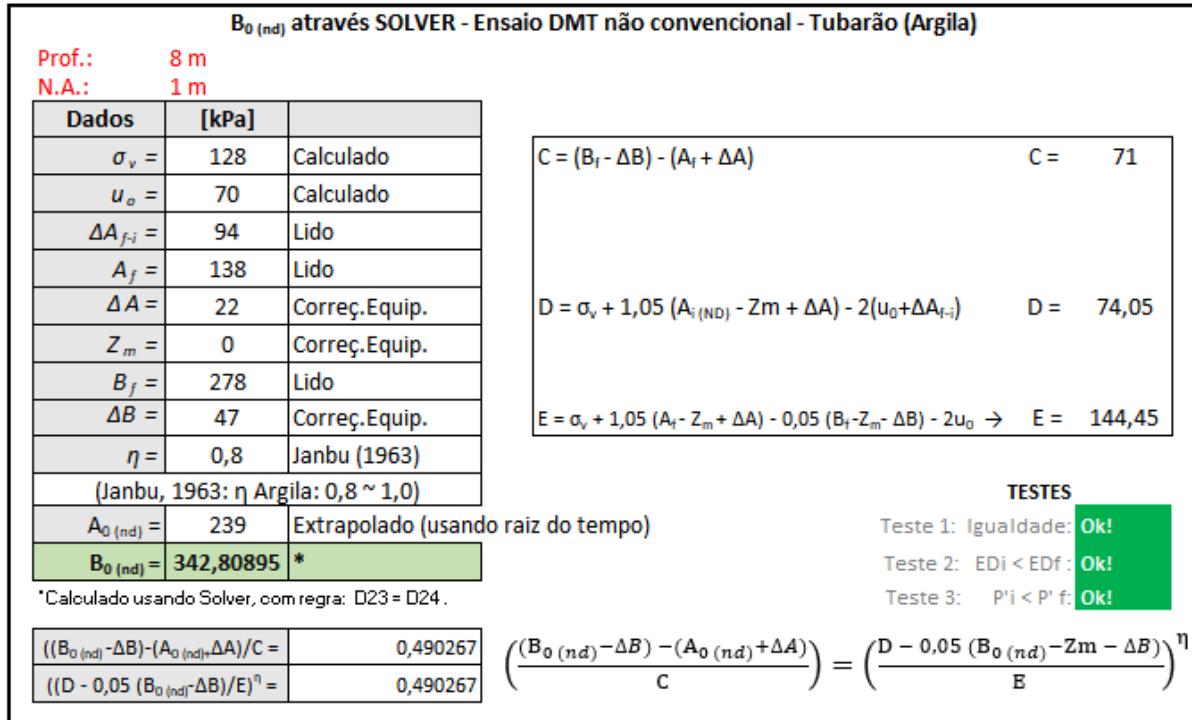 B₀ (nd) através SOLVER - Ensaio DMT não convencional - Tubarão (Argila)
Prof.: 8 m
N.A.: 1 m
Dados [kPa]
σ v = 128 Calculado
u o = 70 Calculado
ΔA f-i = 94 Lido
A f = 138 Lido
ΔA = 22 Correç.Equip.
Z m = 0 Correç.Equip.
B f = 278 Lido
ΔB = 47 Correç.Equip.
η = 0,8 Janbu (1963)
(Janbu, 1963: η Argila: 0,8 ~ 1,0)
A₀ (nd) = 239 Extrapolado (usando raiz do tempo)
B₀ (nd) = 342,80895 *
*Calculado usando Solver, com regra: D23 = D24 .
((B₀ (nd) -ΔB)-(A₀ (nd)+ΔA)/C = 0,490267
((D - 0,05 (B₀ (nd)-ΔB)/E)^η = 0,490267
C = (Bf - ΔB) - (Af + ΔA) C = 71
D = σv + 1,05 (Ai (ND) - Zm + ΔA) - 2(u₀+ΔAf-i) D = 74,05
E = σv + 1,05 (Af - Zm + ΔA) - 0,05 (Bf -Zm - ΔB) - 2u₀ → E = 144,45
TESTES
Teste 1: Igualdade: Ok!
Teste 2: EDi < EDf : Ok!
Teste 3: P'i < P' f: Ok!
((B₀ (nd)−ΔB) −(A₀ (nd)+ΔA) / C) = (D − 0,05 (B₀ (nd)−Zm − ΔB) / E)^η